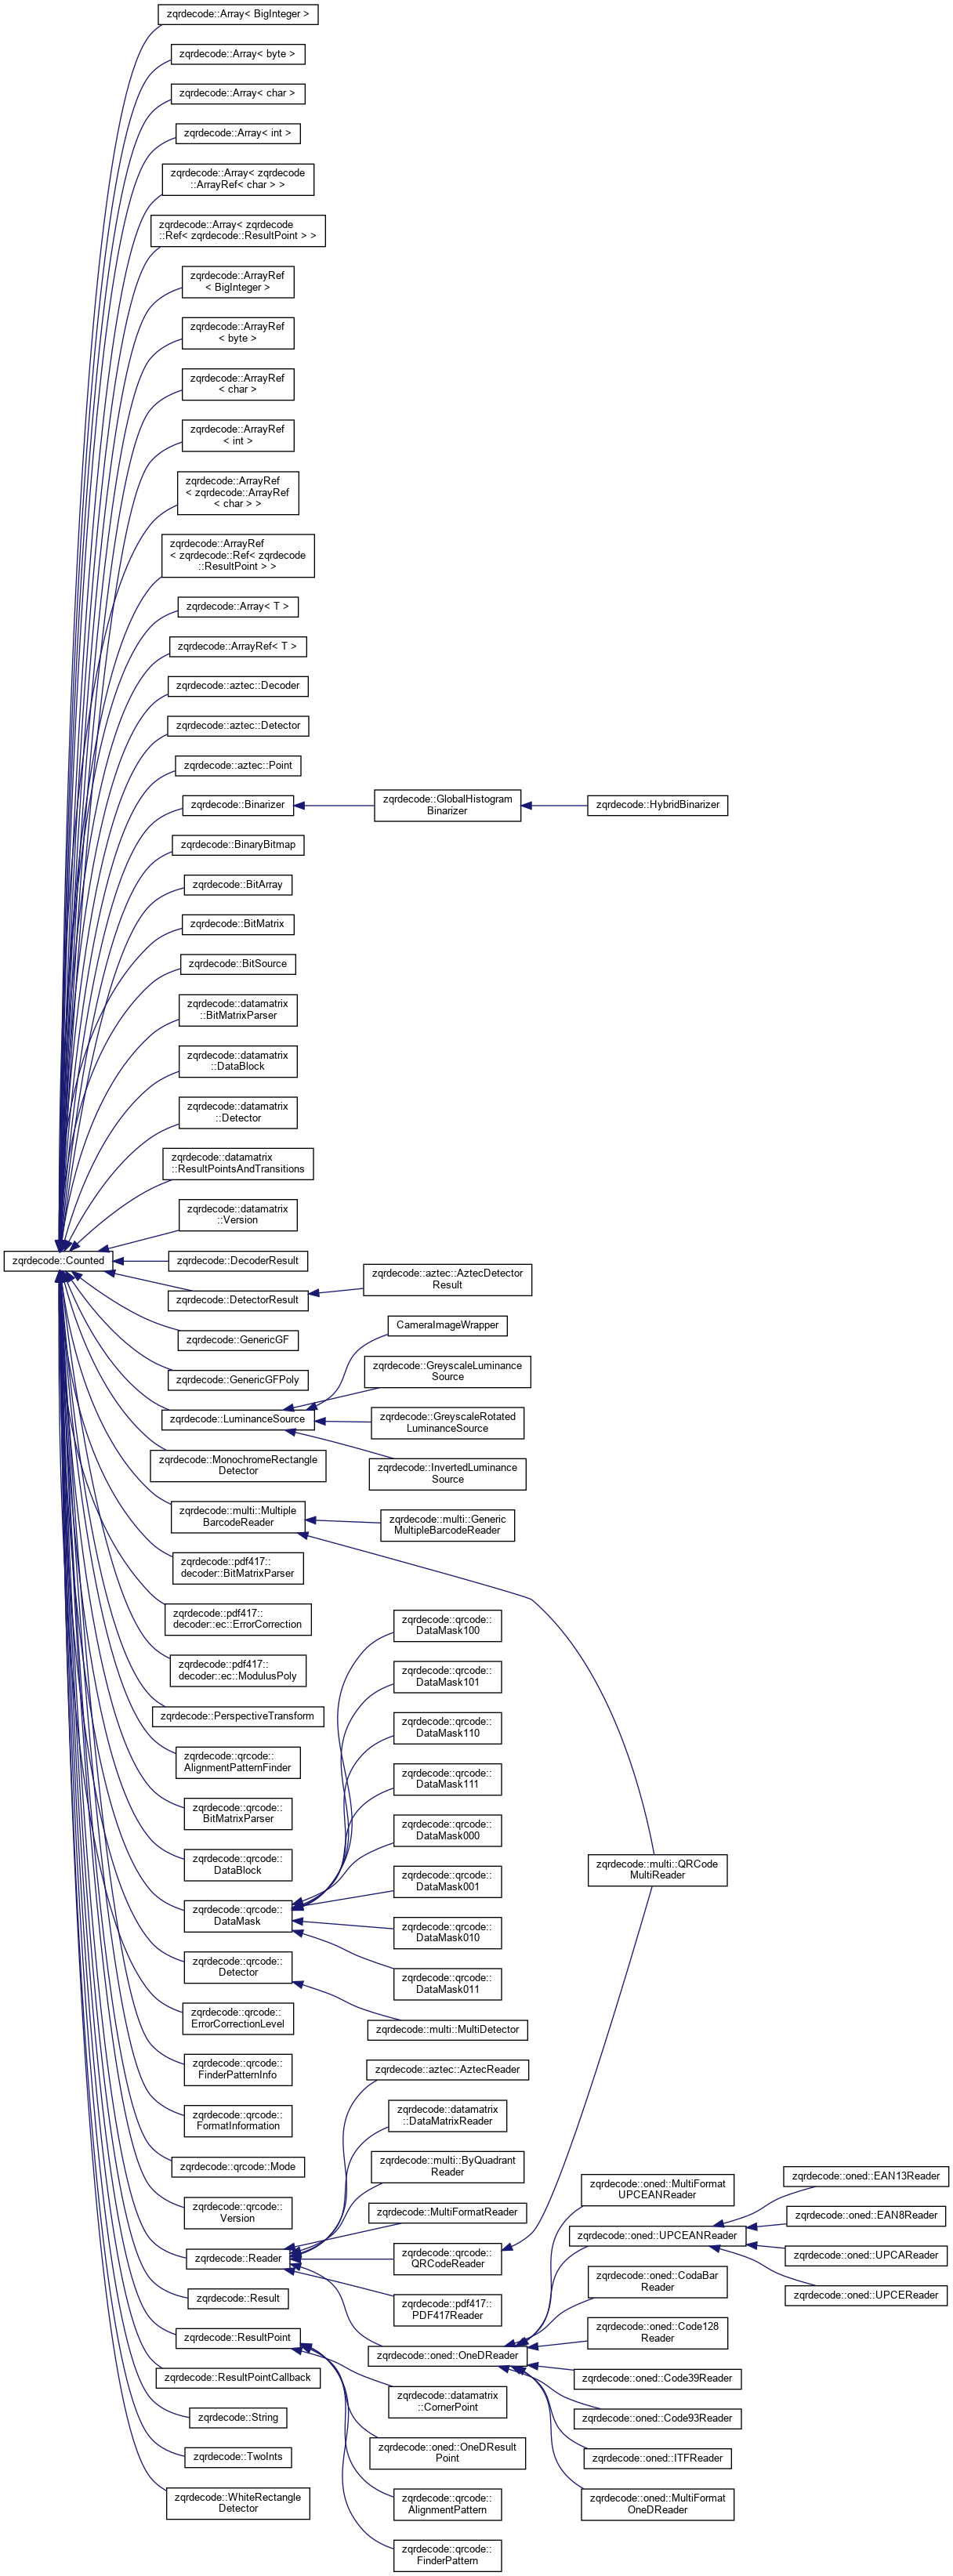 zqrdecode::Array< BigInteger >
zqrdecode::Array< byte >
zqrdecode::Array< char >
zqrdecode::Array< int >
zqrdecode::Array< zqrdecode
::ArrayRef< char > >
zqrdecode::Array< zqrdecode
::Ref< zqrdecode::ResultPoint > >
zqrdecode::ArrayRef
< BigInteger >
zqrdecode::ArrayRef
< byte >
zqrdecode::ArrayRef
< char >
zqrdecode::ArrayRef
< int >
zqrdecode::ArrayRef
< zqrdecode::ArrayRef
< char > >
zqrdecode::ArrayRef
< zqrdecode::Ref< zqrdecode
::ResultPoint > >
zqrdecode::Array< T >
zqrdecode::ArrayRef< T >
zqrdecode::aztec::Decoder
zqrdecode::aztec::Detector
zqrdecode::aztec::Point
zqrdecode::Binarizer
zqrdecode::GlobalHistogram
Binarizer
zqrdecode::HybridBinarizer
zqrdecode::BinaryBitmap
zqrdecode::BitArray
zqrdecode::BitMatrix
zqrdecode::BitSource
zqrdecode::datamatrix
::BitMatrixParser
zqrdecode::datamatrix
::DataBlock
zqrdecode::datamatrix
::Detector
zqrdecode::datamatrix
::ResultPointsAndTransitions
zqrdecode::datamatrix
::Version
zqrdecode::Counted
zqrdecode::DecoderResult
zqrdecode::DetectorResult
zqrdecode::aztec::AztecDetector
Result
zqrdecode::GenericGF
zqrdecode::GenericGFPoly
zqrdecode::LuminanceSource
CameraImageWrapper
zqrdecode::GreyscaleLuminance
Source
zqrdecode::GreyscaleRotated
LuminanceSource
zqrdecode::InvertedLuminance
Source
zqrdecode::MonochromeRectangle
Detector
zqrdecode::multi::Multiple
BarcodeReader
zqrdecode::multi::Generic
MultipleBarcodeReader
zqrdecode::pdf417::
decoder::BitMatrixParser
zqrdecode::pdf417::
decoder::ec::ErrorCorrection
zqrdecode::pdf417::
decoder::ec::ModulusPoly
zqrdecode::PerspectiveTransform
zqrdecode::qrcode::
AlignmentPatternFinder
zqrdecode::qrcode::
BitMatrixParser
zqrdecode::qrcode::
DataBlock
zqrdecode::qrcode::
DataMask
zqrdecode::qrcode::
DataMask100
zqrdecode::qrcode::
DataMask101
zqrdecode::qrcode::
DataMask110
zqrdecode::qrcode::
DataMask111
zqrdecode::qrcode::
DataMask000
zqrdecode::qrcode::
DataMask001
zqrdecode::qrcode::
DataMask010
zqrdecode::qrcode::
DataMask011
zqrdecode::multi::QRCode
MultiReader
zqrdecode::qrcode::
Detector
zqrdecode::multi::MultiDetector
zqrdecode::qrcode::
ErrorCorrectionLevel
zqrdecode::qrcode::
FinderPatternInfo
zqrdecode::qrcode::
FormatInformation
zqrdecode::qrcode::Mode
zqrdecode::qrcode::
Version
zqrdecode::Reader
zqrdecode::aztec::AztecReader
zqrdecode::datamatrix
::DataMatrixReader
zqrdecode::multi::ByQuadrant
Reader
zqrdecode::MultiFormatReader
zqrdecode::qrcode::
QRCodeReader
zqrdecode::pdf417::
PDF417Reader
zqrdecode::oned::OneDReader
zqrdecode::oned::MultiFormat
UPCEANReader
zqrdecode::oned::UPCEANReader
zqrdecode::oned::EAN13Reader
zqrdecode::oned::EAN8Reader
zqrdecode::oned::UPCAReader
zqrdecode::oned::UPCEReader
zqrdecode::oned::CodaBar
Reader
zqrdecode::oned::Code128
Reader
zqrdecode::oned::Code39Reader
zqrdecode::oned::Code93Reader
zqrdecode::oned::ITFReader
zqrdecode::oned::MultiFormat
OneDReader
zqrdecode::Result
zqrdecode::ResultPoint
zqrdecode::datamatrix
::CornerPoint
zqrdecode::oned::OneDResult
Point
zqrdecode::qrcode::
AlignmentPattern
zqrdecode::qrcode::
FinderPattern
zqrdecode::ResultPointCallback
zqrdecode::String
zqrdecode::TwoInts
zqrdecode::WhiteRectangle
Detector